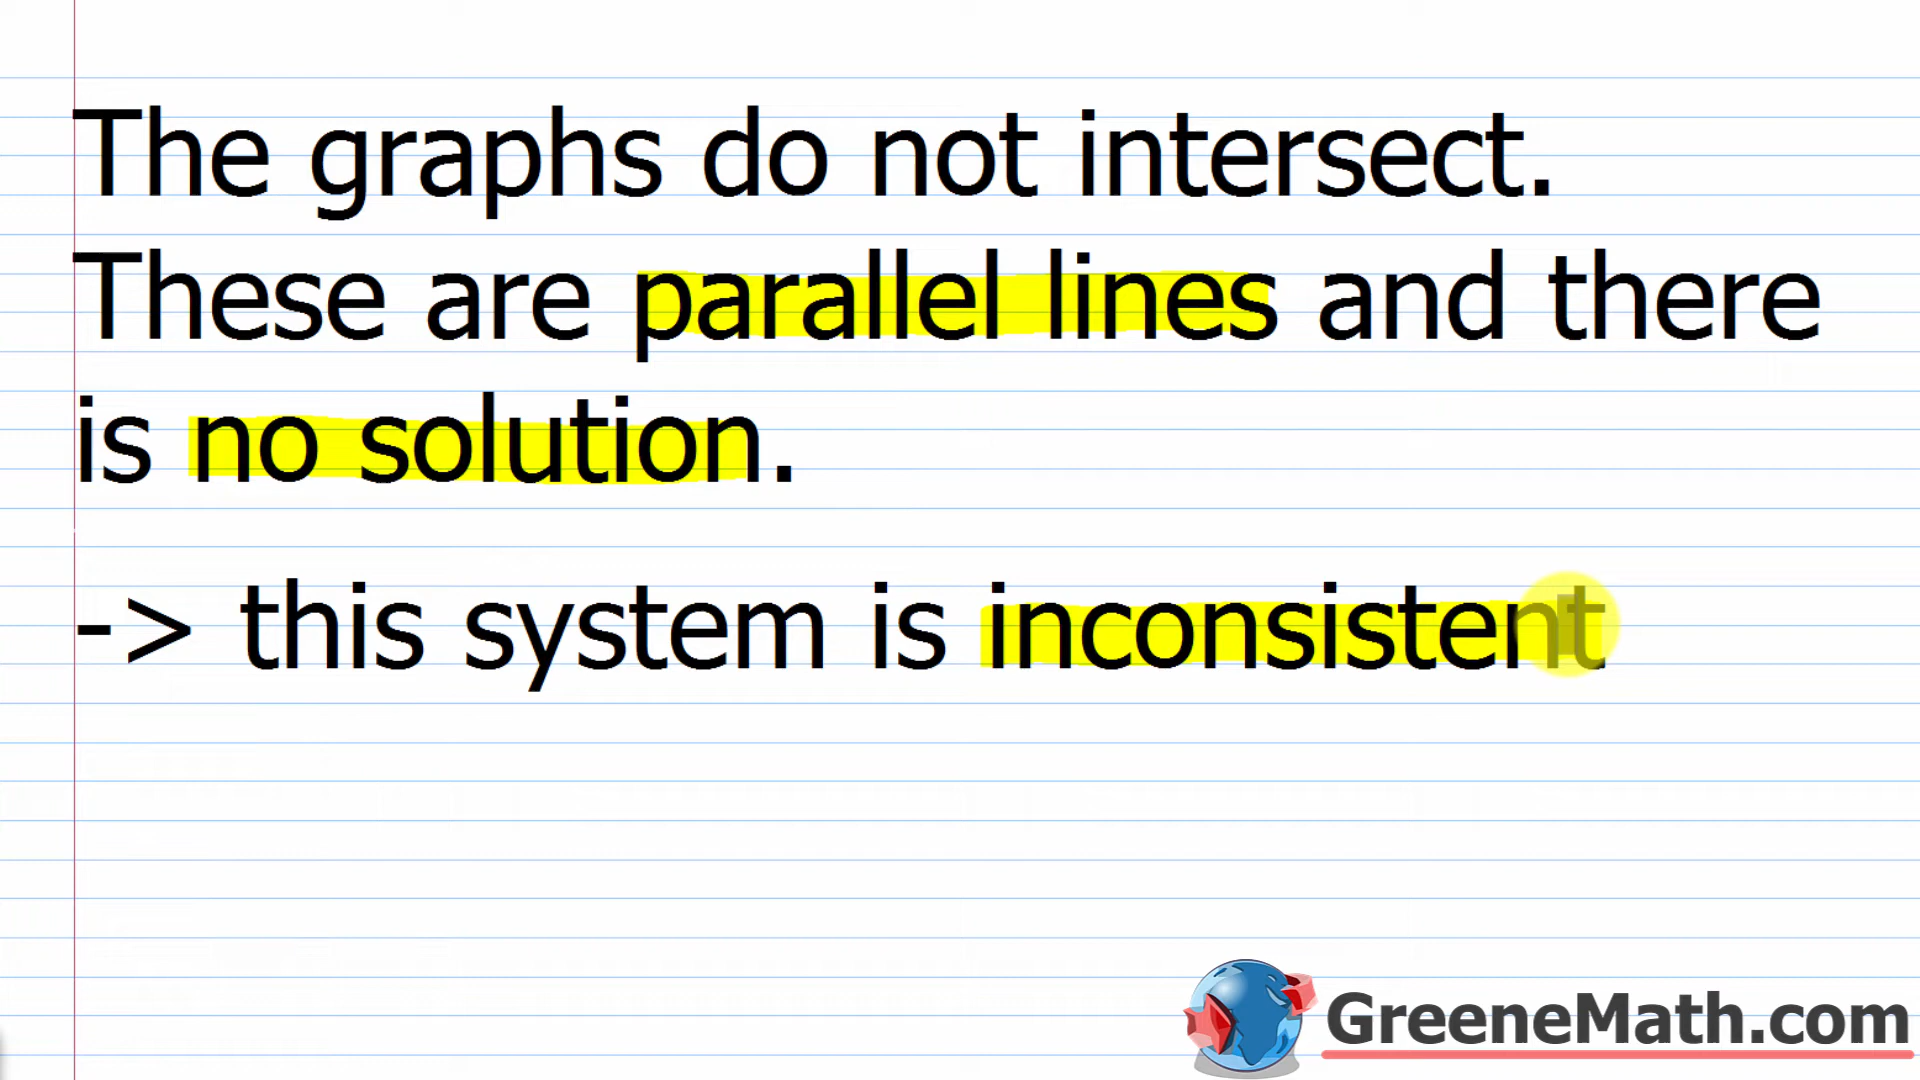 The graphs do not intersect.
These are parallel lines and there
is no solution.
-> this system is inconsistent
GreeneMath.com